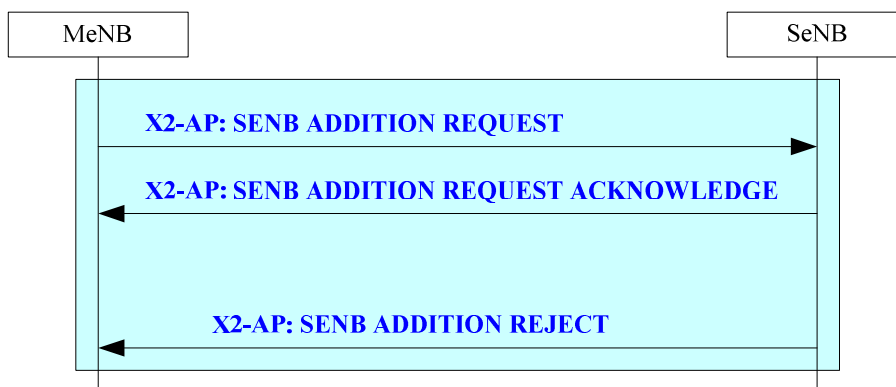 MeNB
SeNB
X2-AP: SENB ADDITION REQUEST
X2-AP: SENB ADDITION REQUEST ACKNOWLEDGE
X2-AP: SENB ADDITION REJECT